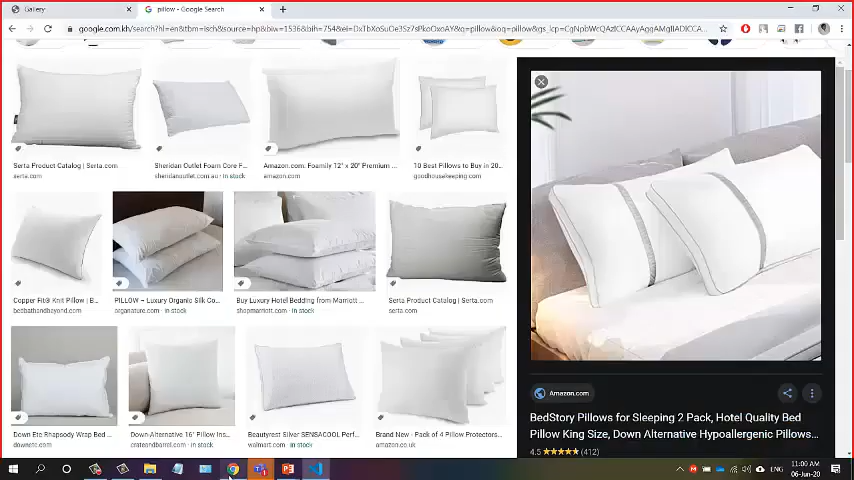 Gallery
pillow - Google Search
google.com.kh/search?hl=en&tbm=isch&source=hp&biw=1536&bih=754&ei=DxTbXoSuOe3Sz7sPkoOxoAY&q=pillow&oq=pillow&gs_lcp=CgNpbWcQAzICCAAyAggAMgIIADICC...
Serta Product Catalog | Serta.com
serta.com
Sheridan Outlet Foam Core F...
sheridanoutlet.com.au · In stock
Amazon.com: Foamily 12" x 20" Premium ...
amazon.com
10 Best Pillows to Buy in 20...
goodhousekeeping.com
Copper Fit® Knit Pillow | B...
bedbathandbeyond.com
PILLOW – Luxury Organic Silk Co...
organature.com · In stock
Buy Luxury Hotel Bedding from Marriott ...
shopmarriott.com · In stock
Serta Product Catalog | Serta.com
serta.com
Down Etc Rhapsody Wrap Bed ...
downetc.com
Down-Alternative 16" Pillow Ins...
crateandbarrel.com · In stock
Beautyrest Silver SENSACOOL Perf...
walmart.com · In stock
Brand New - Pack of 4 Pillow Protectors...
amazon.co.uk
Amazon.com
BedStory Pillows for Sleeping 2 Pack, Hotel Quality Bed
Pillow King Size, Down Alternative Hypoallergenic Pillows...
4.5 ★★★★★ (412)
ENG
11:00 AM
06-Jun-20